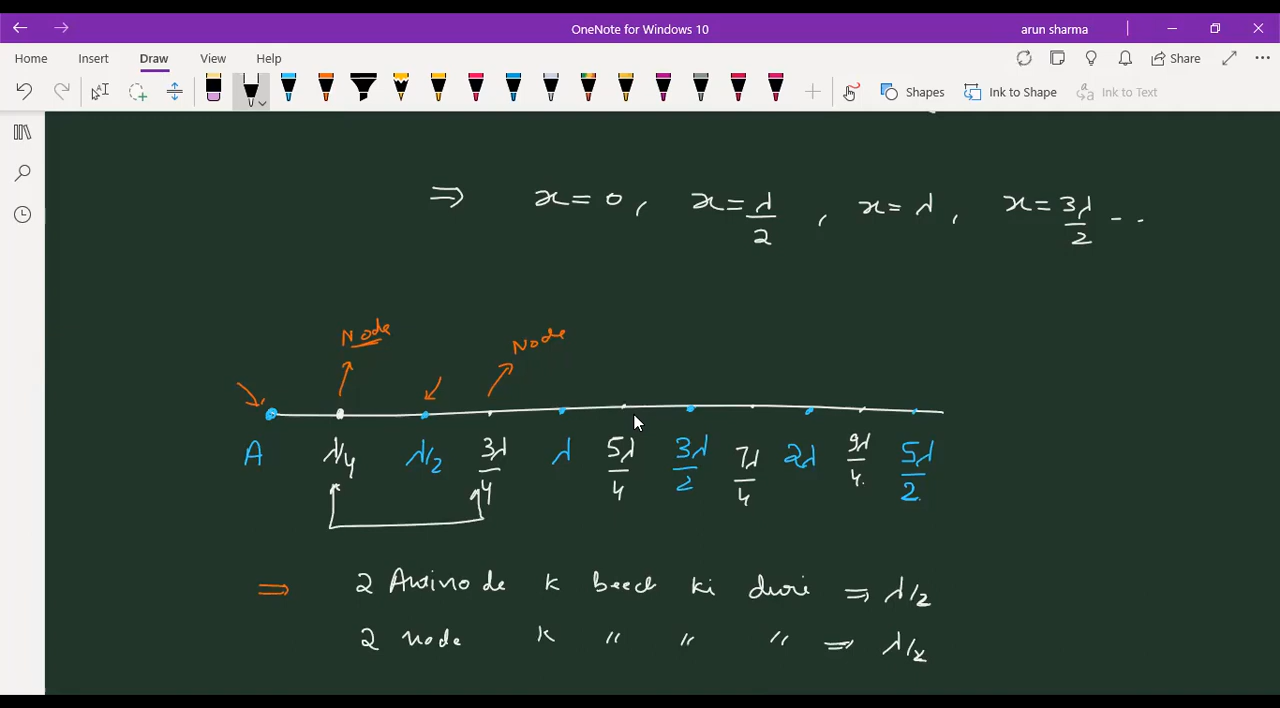 OneNote for Windows 10
arun sharma
Home Insert Draw View Help
Share
Shapes Ink to Shape Ink to Text
⇒ x = 0 , x = λ/2 , x = λ , x = 3λ/2 - - .
Node Node
A λ/4 λ/2 3λ/4 λ 5λ/4 3λ/2 7λ/4 2λ 9λ/4 5λ/2
⇒ 2 Antinode k beech ki duri ⇒ λ/2
2 node k " " " ⇒ λ/2